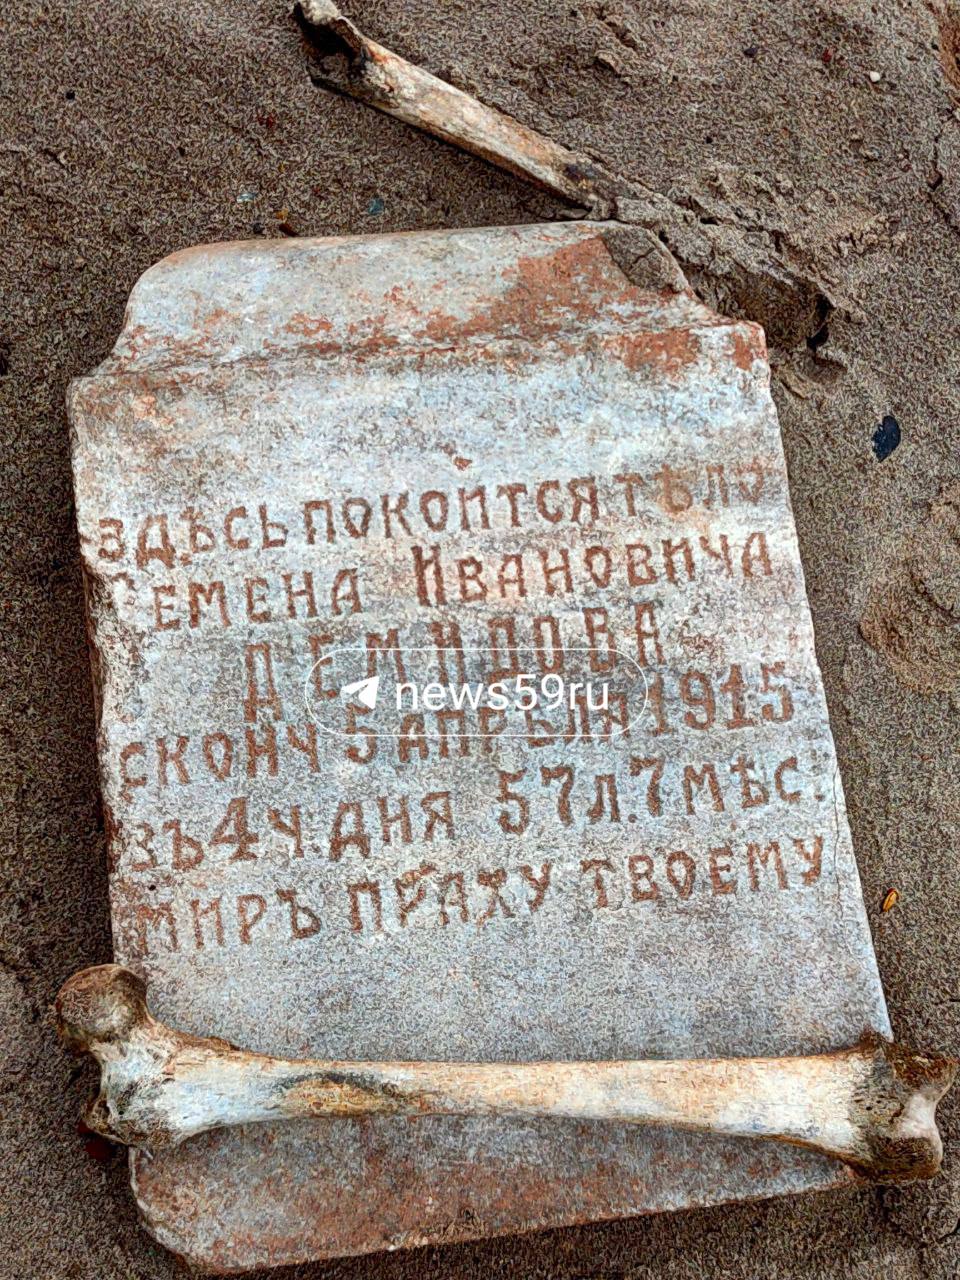 ЗДѢСЬ ПОКОИТСЯ ТѢЛО
СЕМЕНА ИВАНОВИЧА
ДЕМИДОВА
news59ru
СКОНЧ 5 АПРѢЛЯ 1915
ВЪ 4 Ч. ДНЯ 57 Л. 7 МѢС.
МИРЪ ПРАХУ ТВОЕМУ